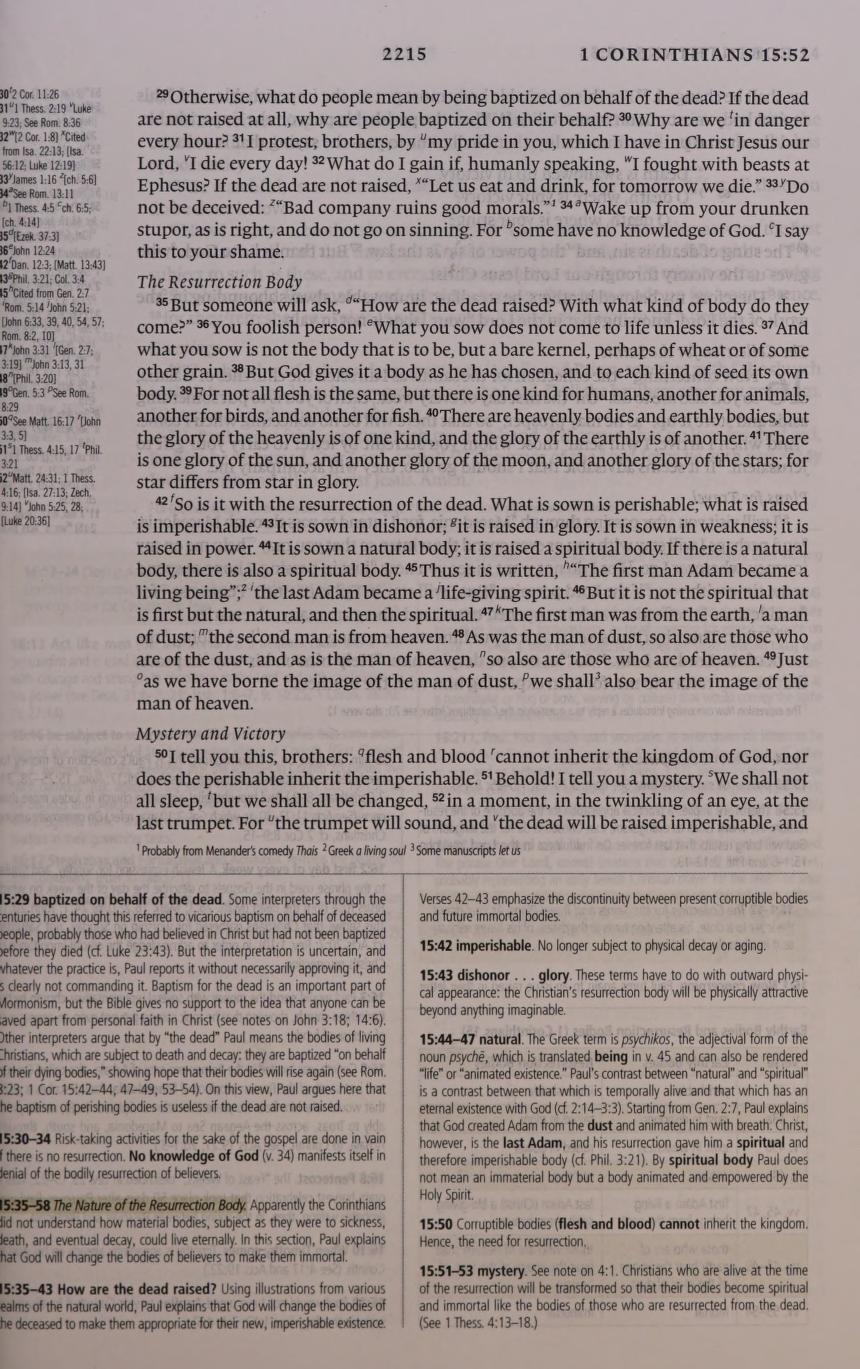 2215
1 CORINTHIANS 15:52
30ᵗ2 Cor. 11:26
31ᵘ1 Thess. 2:19 ᵛLuke
9:23; See Rom. 8:36
32ʷ[2 Cor. 1:8] ˣCited
from Isa. 22:13; [Isa.
56:12; Luke 12:19]
33ʸJames 1:16 ᶻ[ch. 5:6]
34ᵃSee Rom. 13:11
ᵇ1 Thess. 4:5 ᶜch. 6:5;
[ch. 4:14]
35ᵈ[Ezek. 37:3]
36ᵉJohn 12:24
42ᶠDan. 12:3; [Matt. 13:43]
43ᵍPhil. 3:21; Col. 3:4
45ʰCited from Gen. 2:7
ⁱRom. 5:14 ʲJohn 5:21;
[John 6:33, 39, 40, 54, 57;
Rom. 8:2, 10]
47ᵏJohn 3:31 ˡ[Gen. 2:7;
3:19] ᵐJohn 3:13, 31
48ⁿ[Phil. 3:20]
49ᵒGen. 5:3 ᵖSee Rom.
8:29
50ᑫSee Matt. 16:17 ʳ[John
3:3, 5]
51ˢ1 Thess. 4:15, 17 ᵗPhil.
3:21
52ᵘMatt. 24:31; 1 Thess.
4:16; [Isa. 27:13; Zech.
9:14] ᵛJohn 5:25, 28;
[Luke 20:36]
²⁹Otherwise, what do people mean by being baptized on behalf of the dead? If the dead
are not raised at all, why are people baptized on their behalf? ³⁰Why are we ᵗin danger
every hour? ³¹I protest, brothers, by ᵘmy pride in you, which I have in Christ Jesus our
Lord, ᵛI die every day! ³²What do I gain if, humanly speaking, ʷI fought with beasts at
Ephesus? If the dead are not raised, ˣ“Let us eat and drink, for tomorrow we die.” ³³ʸDo
not be deceived: ᶻ“Bad company ruins good morals.”¹ ³⁴ᵃWake up from your drunken
stupor, as is right, and do not go on sinning. For ᵇsome have no knowledge of God. ᶜI say
this to your shame.
The Resurrection Body
³⁵But someone will ask, ᵈ“How are the dead raised? With what kind of body do they
come?” ³⁶You foolish person! ᵉWhat you sow does not come to life unless it dies. ³⁷And
what you sow is not the body that is to be, but a bare kernel, perhaps of wheat or of some
other grain. ³⁸But God gives it a body as he has chosen, and to each kind of seed its own
body. ³⁹For not all flesh is the same, but there is one kind for humans, another for animals,
another for birds, and another for fish. ⁴⁰There are heavenly bodies and earthly bodies, but
the glory of the heavenly is of one kind, and the glory of the earthly is of another. ⁴¹There
is one glory of the sun, and another glory of the moon, and another glory of the stars; for
star differs from star in glory.
⁴²ᶠSo is it with the resurrection of the dead. What is sown is perishable; what is raised
is imperishable. ⁴³It is sown in dishonor; ᵍit is raised in glory. It is sown in weakness; it is
raised in power. ⁴⁴It is sown a natural body; it is raised a spiritual body. If there is a natural
body, there is also a spiritual body. ⁴⁵Thus it is written, ʰ“The first man Adam became a
living being”;² ⁱthe last Adam became a ʲlife-giving spirit. ⁴⁶But it is not the spiritual that
is first but the natural, and then the spiritual. ⁴⁷ᵏThe first man was from the earth, ˡa man
of dust; ᵐthe second man is from heaven. ⁴⁸As was the man of dust, so also are those who
are of the dust, and as is the man of heaven, ⁿso also are those who are of heaven. ⁴⁹Just
ᵒas we have borne the image of the man of dust, ᵖwe shall³ also bear the image of the
man of heaven.
Mystery and Victory
⁵⁰I tell you this, brothers: ᑫflesh and blood ʳcannot inherit the kingdom of God, nor
does the perishable inherit the imperishable. ⁵¹Behold! I tell you a mystery. ˢWe shall not
all sleep, ᵗbut we shall all be changed, ⁵²in a moment, in the twinkling of an eye, at the
last trumpet. For ᵘthe trumpet will sound, and ᵛthe dead will be raised imperishable, and
¹Probably from Menander’s comedy Thais ²Greek a living soul ³Some manuscripts let us
15:29 baptized on behalf of the dead. Some interpreters through the
centuries have thought this referred to vicarious baptism on behalf of deceased
people, probably those who had believed in Christ but had not been baptized
before they died (cf. Luke 23:43). But the interpretation is uncertain, and
whatever the practice is, Paul reports it without necessarily approving it, and
s clearly not commanding it. Baptism for the dead is an important part of
Mormonism, but the Bible gives no support to the idea that anyone can be
saved apart from personal faith in Christ (see notes on John 3:18; 14:6).
Other interpreters argue that by “the dead” Paul means the bodies of living
Christians, which are subject to death and decay: they are baptized “on behalf
of their dying bodies,” showing hope that their bodies will rise again (see Rom.
8:23; 1 Cor. 15:42–44, 47–49, 53–54). On this view, Paul argues here that
the baptism of perishing bodies is useless if the dead are not raised.
15:30–34 Risk-taking activities for the sake of the gospel are done in vain
f there is no resurrection. No knowledge of God (v. 34) manifests itself in
denial of the bodily resurrection of believers.
15:35–58 The Nature of the Resurrection Body. Apparently the Corinthians
did not understand how material bodies, subject as they were to sickness,
death, and eventual decay, could live eternally. In this section, Paul explains
that God will change the bodies of believers to make them immortal.
15:35–43 How are the dead raised? Using illustrations from various
realms of the natural world, Paul explains that God will change the bodies of
the deceased to make them appropriate for their new, imperishable existence.
Verses 42–43 emphasize the discontinuity between present corruptible bodies
and future immortal bodies.
15:42 imperishable. No longer subject to physical decay or aging.
15:43 dishonor . . . glory. These terms have to do with outward physi-
cal appearance: the Christian’s resurrection body will be physically attractive
beyond anything imaginable.
15:44–47 natural. The Greek term is psychikos, the adjectival form of the
noun psychē, which is translated being in v. 45 and can also be rendered
“life” or “animated existence.” Paul’s contrast between “natural” and “spiritual”
is a contrast between that which is temporally alive and that which has an
eternal existence with God (cf. 2:14–3:3). Starting from Gen. 2:7, Paul explains
that God created Adam from the dust and animated him with breath. Christ,
however, is the last Adam, and his resurrection gave him a spiritual and
therefore imperishable body (cf. Phil. 3:21). By spiritual body Paul does
not mean an immaterial body but a body animated and empowered by the
Holy Spirit.
15:50 Corruptible bodies (flesh and blood) cannot inherit the kingdom.
Hence, the need for resurrection.
15:51–53 mystery. See note on 4:1. Christians who are alive at the time
of the resurrection will be transformed so that their bodies become spiritual
and immortal like the bodies of those who are resurrected from the dead.
(See 1 Thess. 4:13–18.)